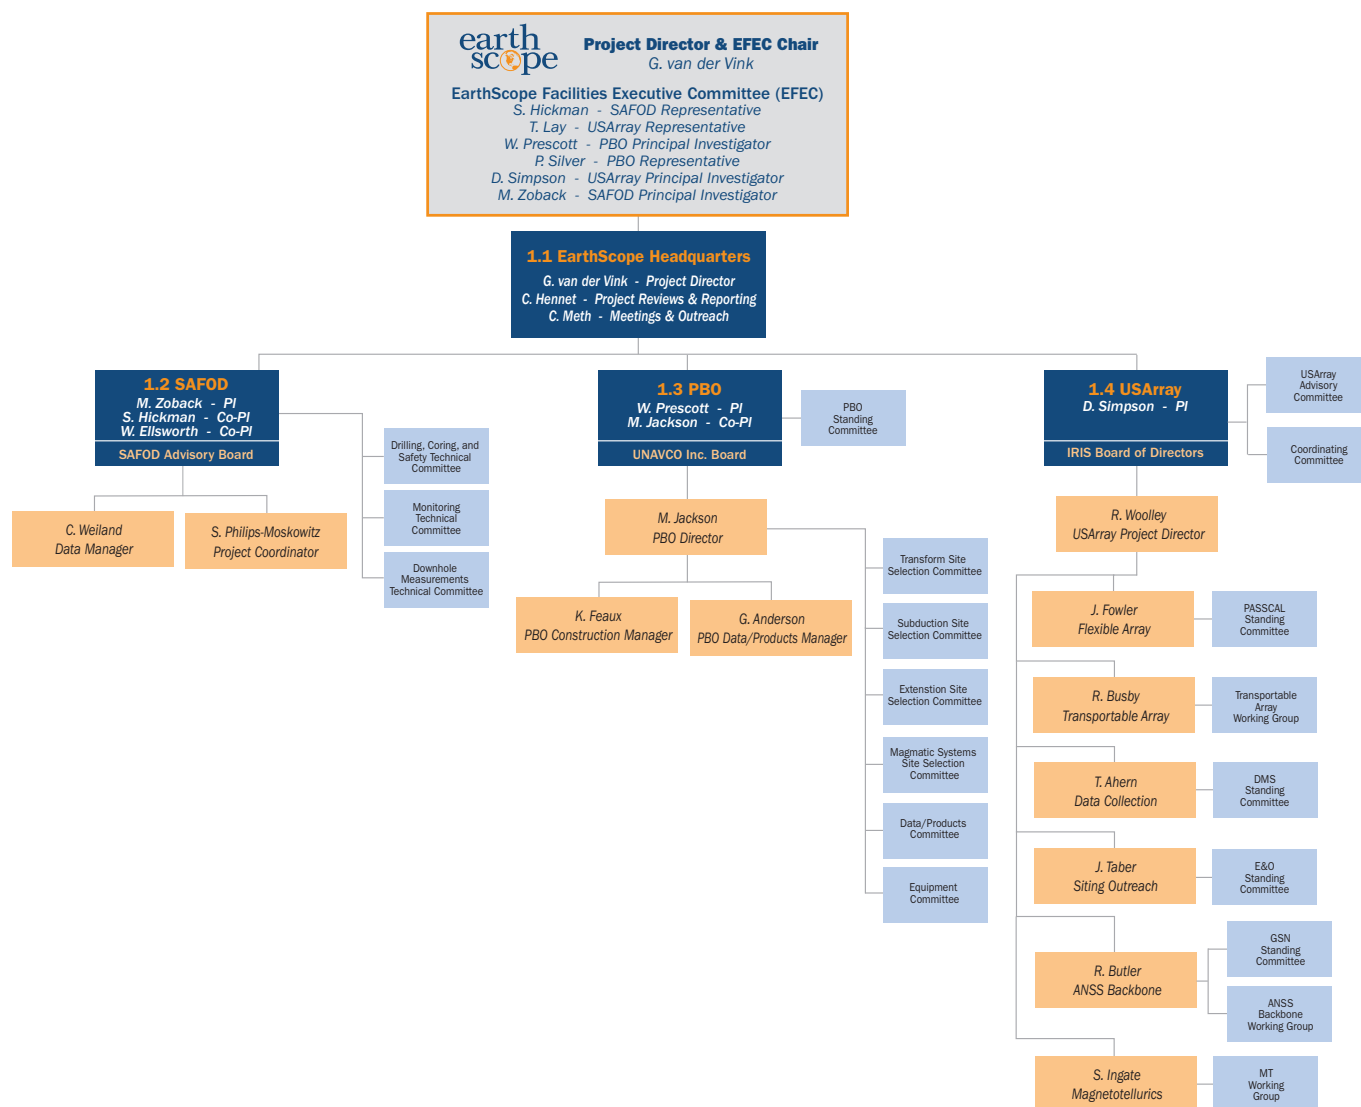 earth
scope
Project Director & EFEC Chair
G. van der Vink
EarthScope Facilities Executive Committee (EFEC)
S. Hickman - SAFOD Representative
T. Lay - USArray Representative
W. Prescott - PBO Principal Investigator
P. Silver - PBO Representative
D. Simpson - USArray Principal Investigator
M. Zoback - SAFOD Principal Investigator
1.1 EarthScope Headquarters
G. van der Vink - Project Director
C. Hennet - Project Reviews & Reporting
C. Meth - Meetings & Outreach
1.2 SAFOD
M. Zoback - PI
S. Hickman - Co-PI
W. Ellsworth - Co-PI
SAFOD Advisory Board
Drilling, Coring, and
Safety Technical
Committee
Monitoring
Technical
Committee
Downhole
Measurements
Technical Committee
C. Weiland
Data Manager
S. Philips-Moskowitz
Project Coordinator
1.3 PBO
W. Prescott - PI
M. Jackson - Co-PI
UNAVCO Inc. Board
PBO
Standing
Committee
M. Jackson
PBO Director
K. Feaux
PBO Construction Manager
G. Anderson
PBO Data/Products Manager
Transform Site
Selection Committee
Subduction Site
Selection Committee
Extenstion Site
Selection Committee
Magmatic Systems
Site Selection
Committee
Data/Products
Committee
Equipment
Committee
1.4 USArray
D. Simpson - PI
IRIS Board of Directors
USArray
Advisory
Committee
Coordinating
Committee
R. Woolley
USArray Project Director
J. Fowler
Flexible Array
PASSCAL
Standing
Committee
R. Busby
Transportable Array
Transportable
Array
Working Group
T. Ahern
Data Collection
DMS
Standing
Committee
J. Taber
Siting Outreach
E&O
Standing
Committee
R. Butler
ANSS Backbone
GSN
Standing
Committee
ANSS
Backbone
Working Group
S. Ingate
Magnetotellurics
MT
Working
Group